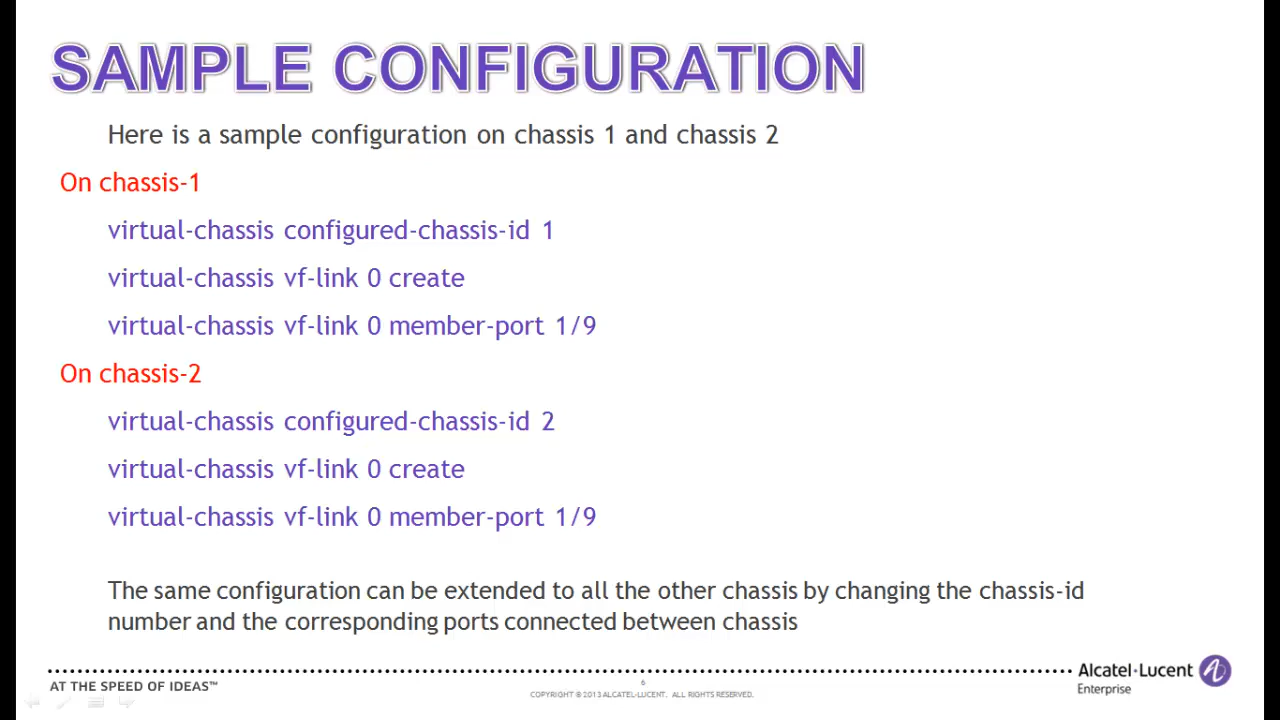 SAMPLE CONFIGURATION
Here is a sample configuration on chassis 1 and chassis 2
On chassis-1
virtual-chassis configured-chassis-id 1
virtual-chassis vf-link 0 create
virtual-chassis vf-link 0 member-port 1/9
On chassis-2
virtual-chassis configured-chassis-id 2
virtual-chassis vf-link 0 create
virtual-chassis vf-link 0 member-port 1/9
The same configuration can be extended to all the other chassis by changing the chassis-id
number and the corresponding ports connected between chassis
AT THE SPEED OF IDEAS™
6
COPYRIGHT © 2013 ALCATEL-LUCENT. ALL RIGHTS RESERVED.
Alcatel·Lucent
Enterprise